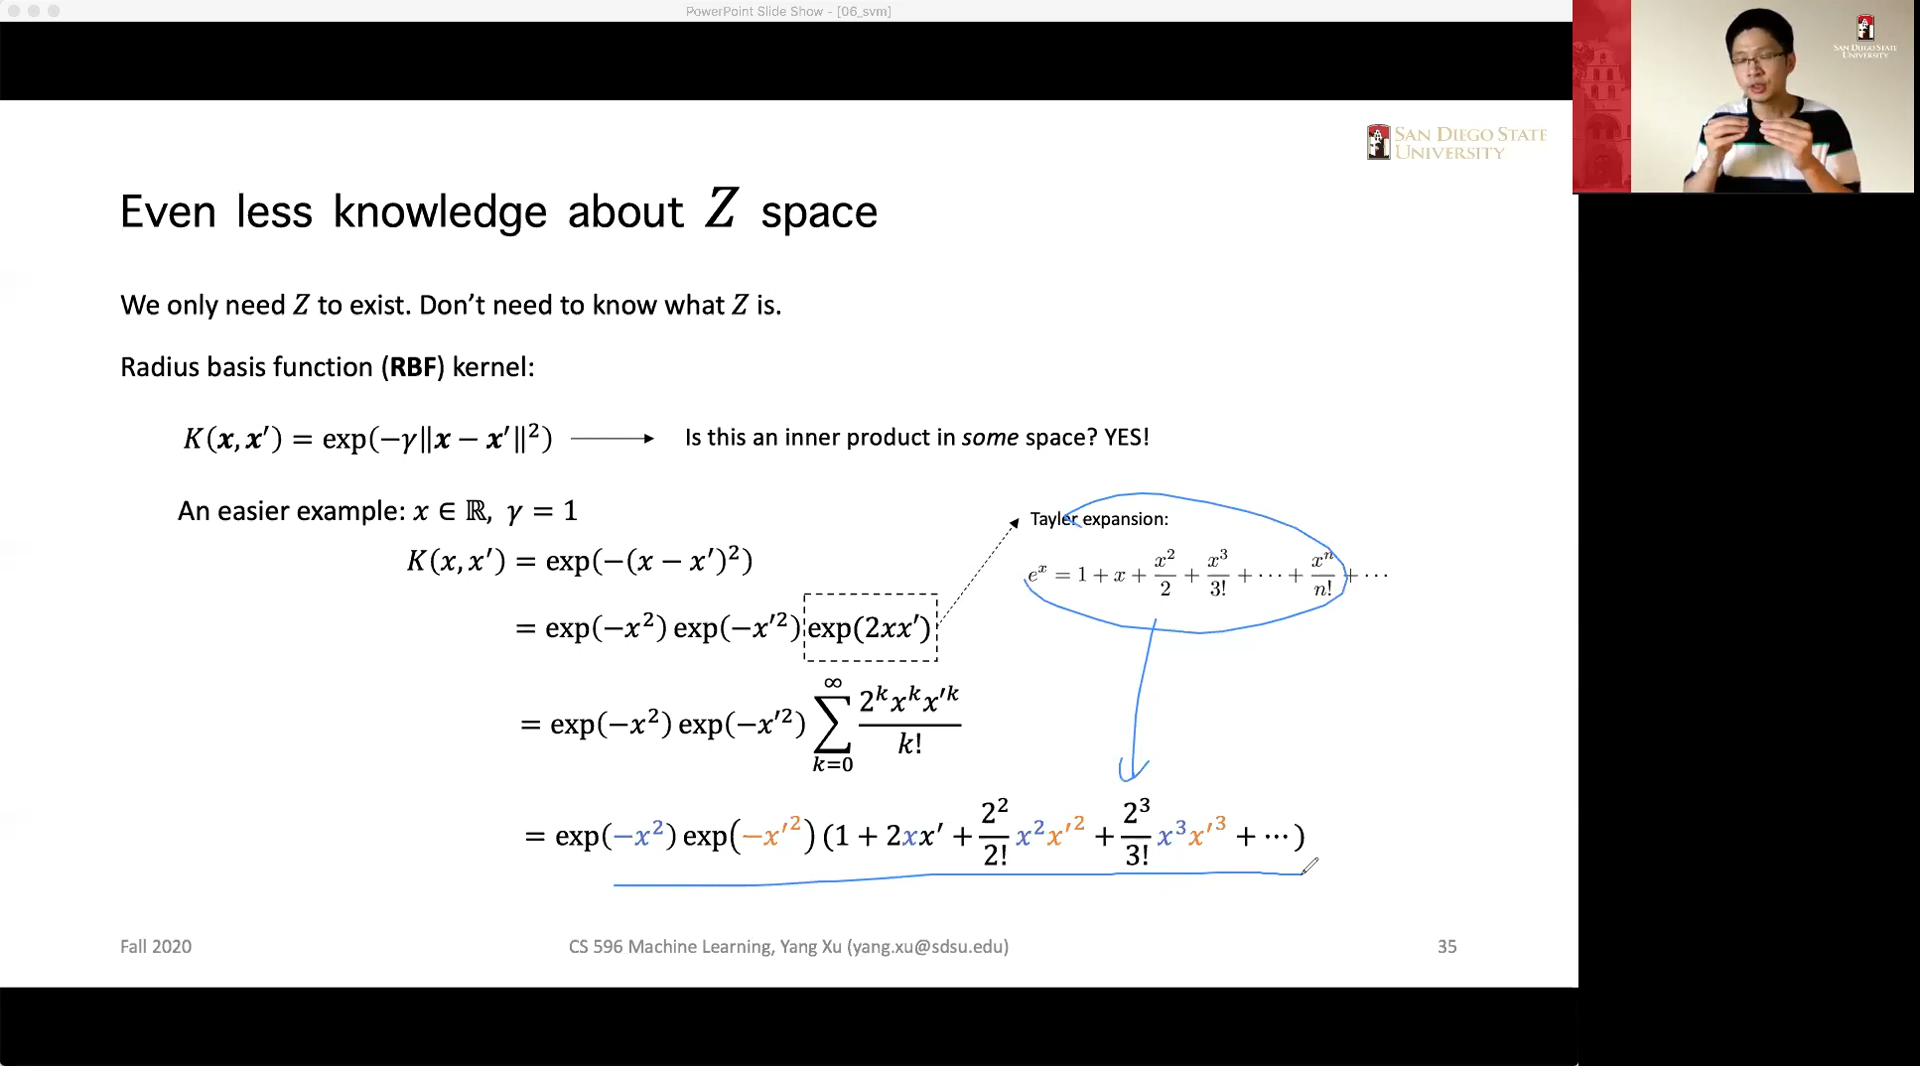 PowerPoint Slide Show - [06_svm]
SAN DIEGO STATE
UNIVERSITY
SAN DIEGO STATE
UNIVERSITY
Even less knowledge about Z space
We only need Z to exist. Don’t need to know what Z is.
Radius basis function (RBF) kernel:
K(x, x′) = exp(−γ‖x − x′‖²) Is this an inner product in some space? YES!
An easier example: x ∈ ℝ, γ = 1
Tayler expansion:
K(x, x′) = exp(−(x − x′)²)
e^x = 1 + x + x²/2 + x³/3! + ⋯ + x^n/n! + ⋯
= exp(−x²) exp(−x′²) exp(2xx′)
= exp(−x²) exp(−x′²) ∑_{k=0}^{∞} 2^k x^k x′^k / k!
= exp(−x²) exp(−x′²) (1 + 2xx′ + 2²/2! x²x′² + 2³/3! x³x′³ + ⋯)
Fall 2020
CS 596 Machine Learning, Yang Xu (yang.xu@sdsu.edu)
35